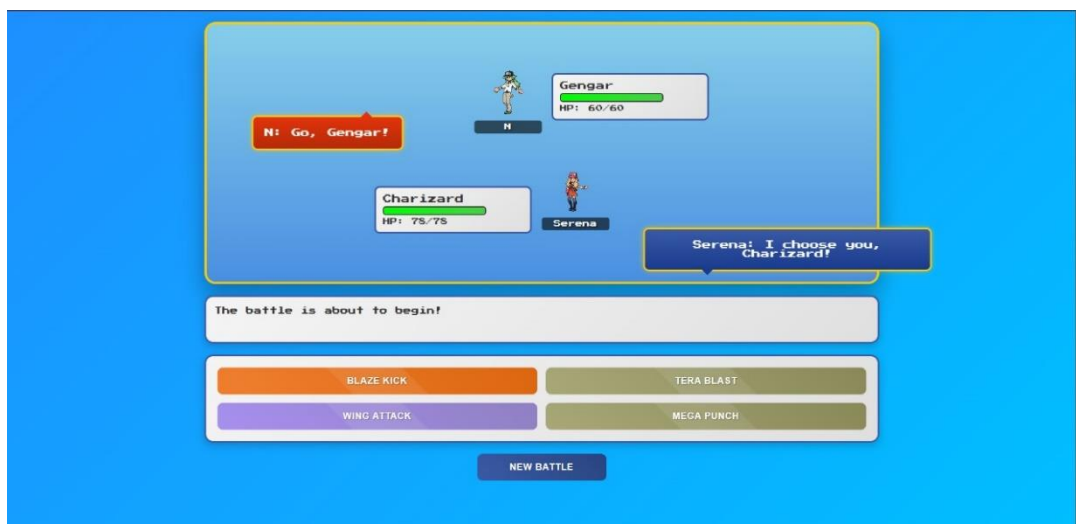 Gengar
HP: 60/60
N
N: Go, Gengar!
Charizard
HP: 78/78
Serena
Serena: I choose you,
Charizard!
The battle is about to begin!
BLAZE KICK
TERA BLAST
WING ATTACK
MEGA PUNCH
NEW BATTLE